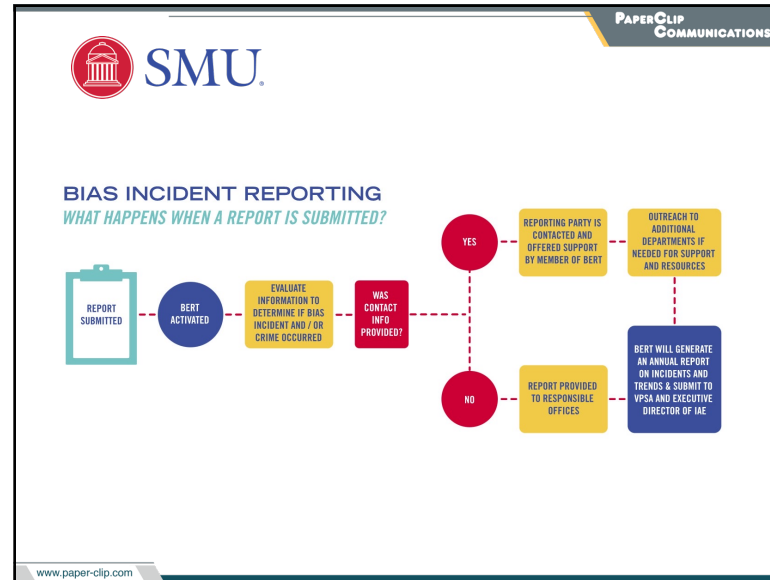 PAPERCLIP
COMMUNICATIONS
SMU.
BIAS INCIDENT REPORTING
WHAT HAPPENS WHEN A REPORT IS SUBMITTED?
REPORT
SUBMITTED
BERT
ACTIVATED
EVALUATE
INFORMATION TO
DETERMINE IF BIAS
INCIDENT AND / OR
CRIME OCCURRED
WAS
CONTACT
INFO
PROVIDED?
YES
REPORTING PARTY IS
CONTACTED AND
OFFERED SUPPORT
BY MEMBER OF BERT
OUTREACH TO
ADDITIONAL
DEPARTMENTS IF
NEEDED FOR SUPPORT
AND RESOURCES
NO
REPORT PROVIDED
TO RESPONSIBLE
OFFICES
BERT WILL GENERATE
AN ANNUAL REPORT
ON INCIDENTS AND
TRENDS & SUBMIT TO
VPSA AND EXECUTIVE
DIRECTOR OF IAE
www.paper-clip.com